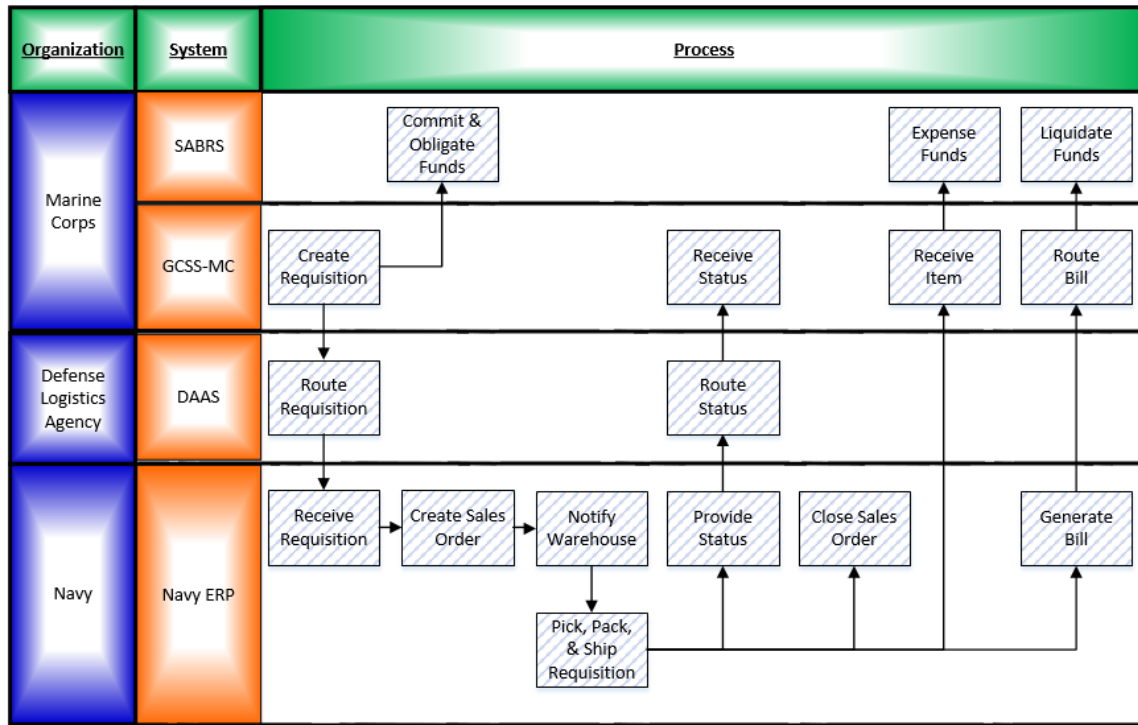 Organization
System
Process
Marine
Corps
SABRS
Commit &
Obligate
Funds
Expense
Funds
Liquidate
Funds
GCSS-MC
Create
Requisition
Receive
Status
Receive
Item
Route
Bill
Defense
Logistics
Agency
DAAS
Route
Requisition
Route
Status
Navy
Navy ERP
Receive
Requisition
Create Sales
Order
Notify
Warehouse
Provide
Status
Close Sales
Order
Generate
Bill
Pick, Pack,
& Ship
Requisition